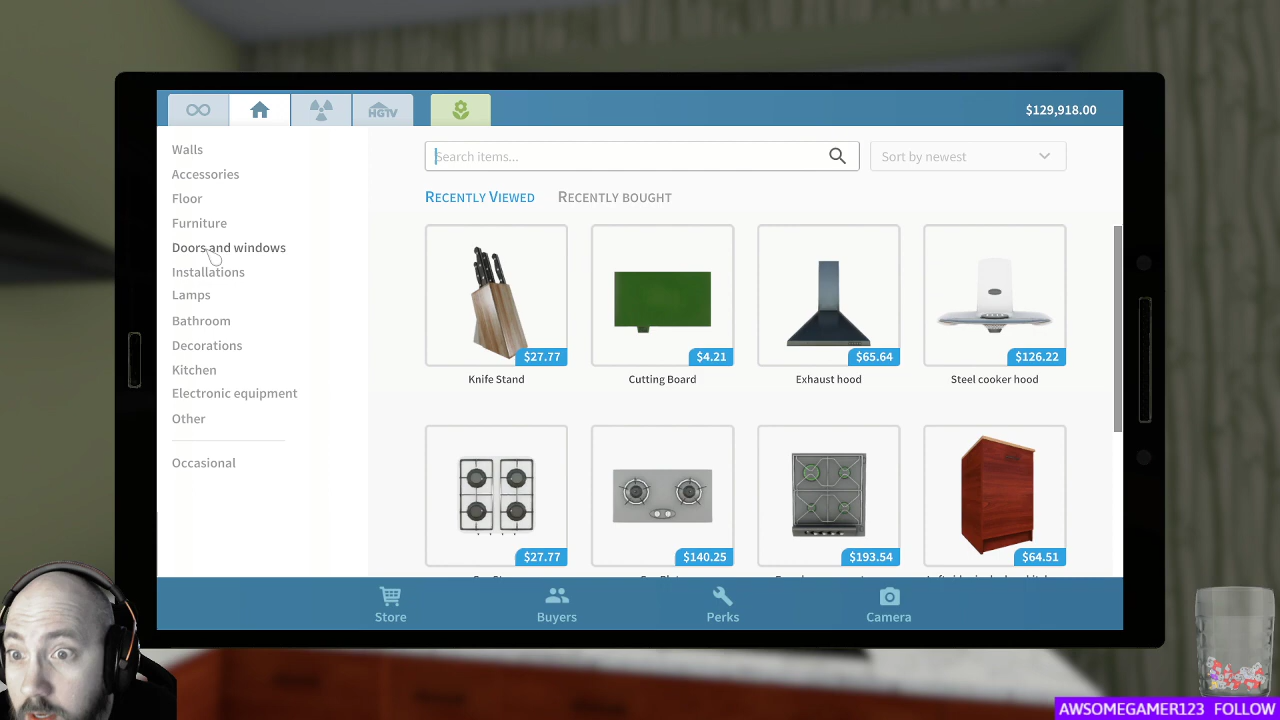 HGTV
$129,918.00
Walls
Accessories
Floor
Furniture
Doors and windows
Installations
Lamps
Bathroom
Decorations
Kitchen
Electronic equipment
Other
Occasional
Search items...
Sort by newest
RECENTLY VIEWED
RECENTLY BOUGHT
$27.77
$4.21
$65.64
$126.22
Knife Stand
Cutting Board
Exhaust hood
Steel cooker hood
$27.77
$140.25
$193.54
$64.51
Store
Buyers
Perks
Camera
AWSOMEGAMER123 FOLLOW